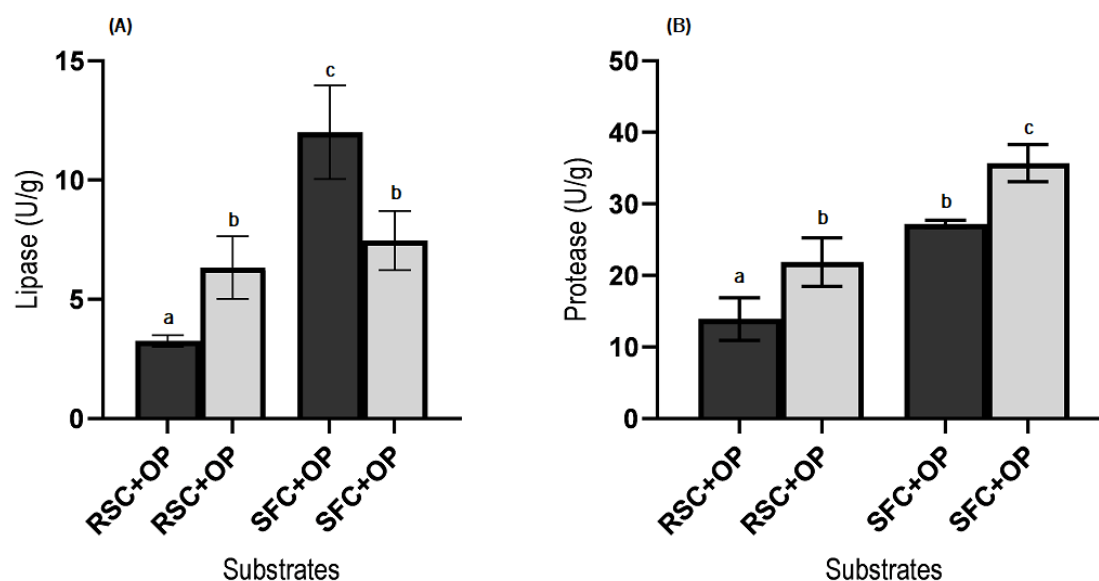 (A)
Lipase (U/g)
15
10
5
0
a
b
c
b
RSC+OP
RSC+OP
SFC+OP
SFC+OP
Substrates
(B)
Protease (U/g)
50
40
30
20
10
0
a
b
b
c
RSC+OP
RSC+OP
SFC+OP
SFC+OP
Substrates